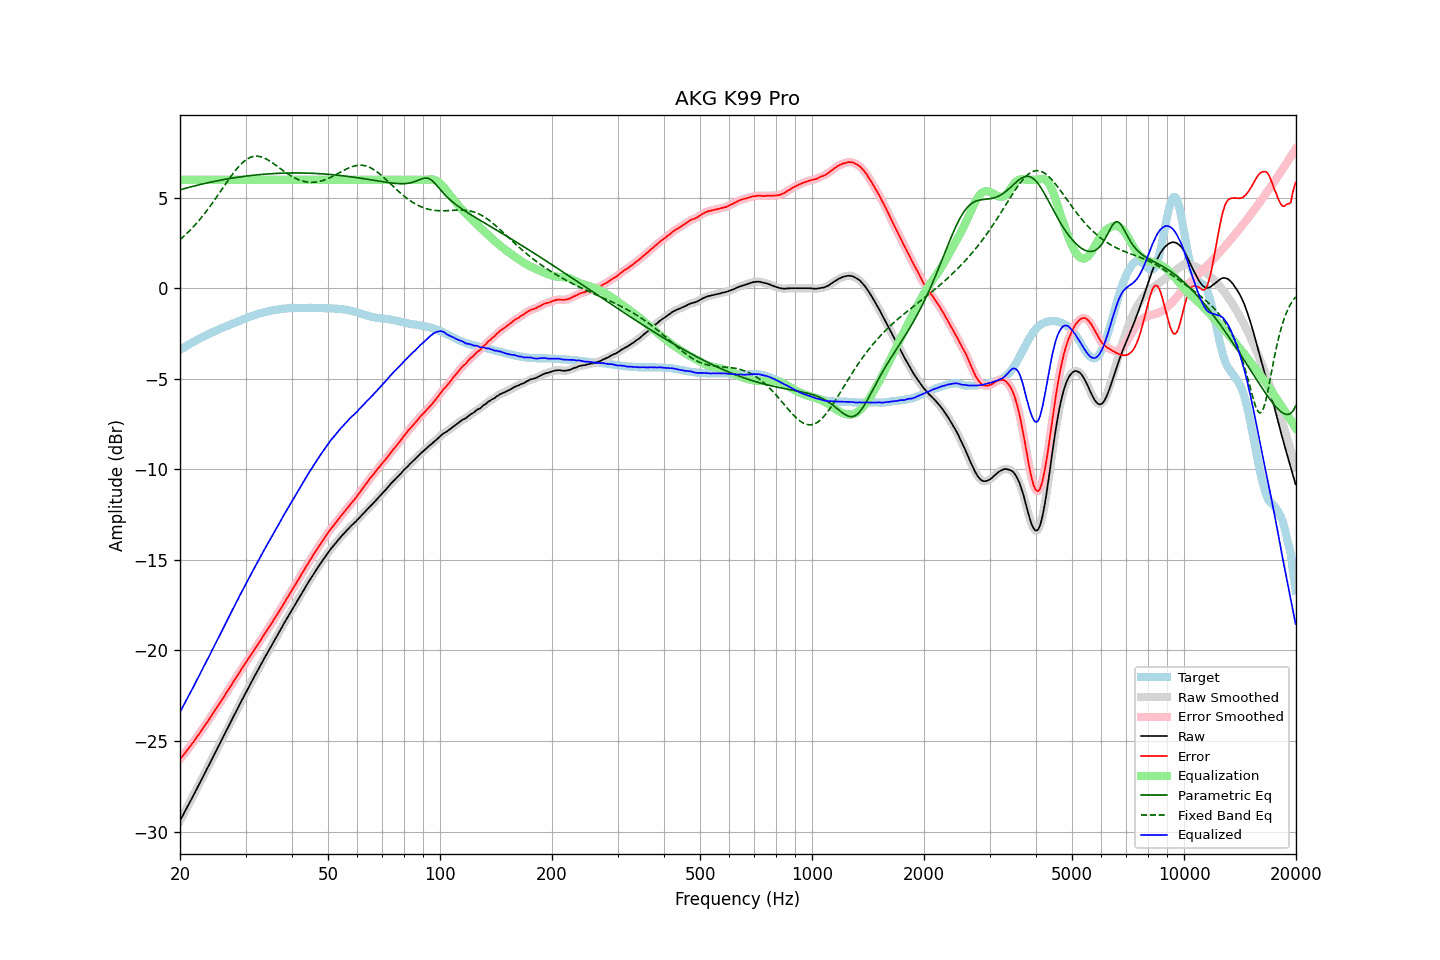 AKG K99 Pro
Amplitude (dBr)
5
0
−5
−10
−15
−20
−25
−30
20 50 100 200 500 1000 2000 5000 10000 20000
Frequency (Hz)
Target
Raw Smoothed
Error Smoothed
Raw
Error
Equalization
Parametric Eq
Fixed Band Eq
Equalized